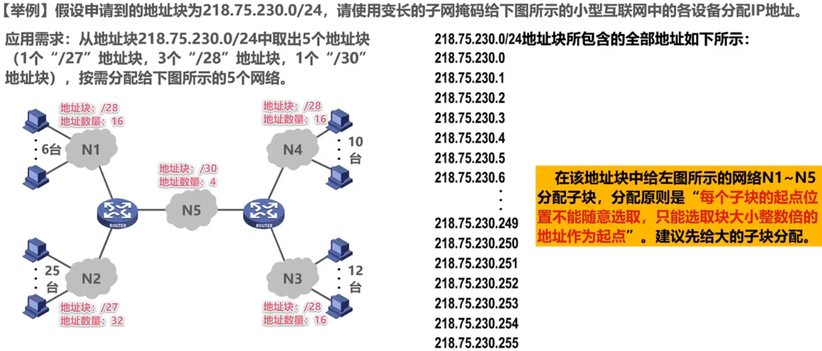 【举例】假设申请到的地址块为218.75.230.0/24，请使用变长的子网掩码给下图所示的小型互联网中的各设备分配IP地址。
应用需求：从地址块218.75.230.0/24中取出5个地址块
（1个“/27”地址块，3个“/28”地址块，1个“/30”
地址块），按需分配给下图所示的5个网络。
地址块：/28
地址数量：16
6台
N1
地址块：/28
地址数量：16
N4
10
台
地址块：/30
地址数量：4
N5
ROUTER
ROUTER
25
台
N2
地址块：/27
地址数量：32
N3
12
台
地址块：/28
地址数量：16
218.75.230.0/24地址块所包含的全部地址如下所示：
218.75.230.0
218.75.230.1
218.75.230.2
218.75.230.3
218.75.230.4
218.75.230.5
218.75.230.6
218.75.230.249
218.75.230.250
218.75.230.251
218.75.230.252
218.75.230.253
218.75.230.254
218.75.230.255
在该地址块中给左图所示的网络N1~N5
分配子块，分配原则是“每个子块的起点位
置不能随意选取，只能选取块大小整数倍的
地址作为起点”。建议先给大的子块分配。